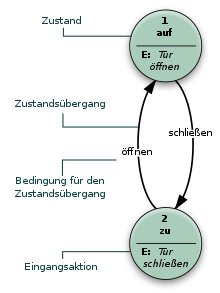 Zustand
1
auf
E: Tür
öffnen
Zustandsübergang
schließen
öffnen
Bedingung für den
Zustandsübergang
2
zu
E: Tür
schließen
Eingangsaktion